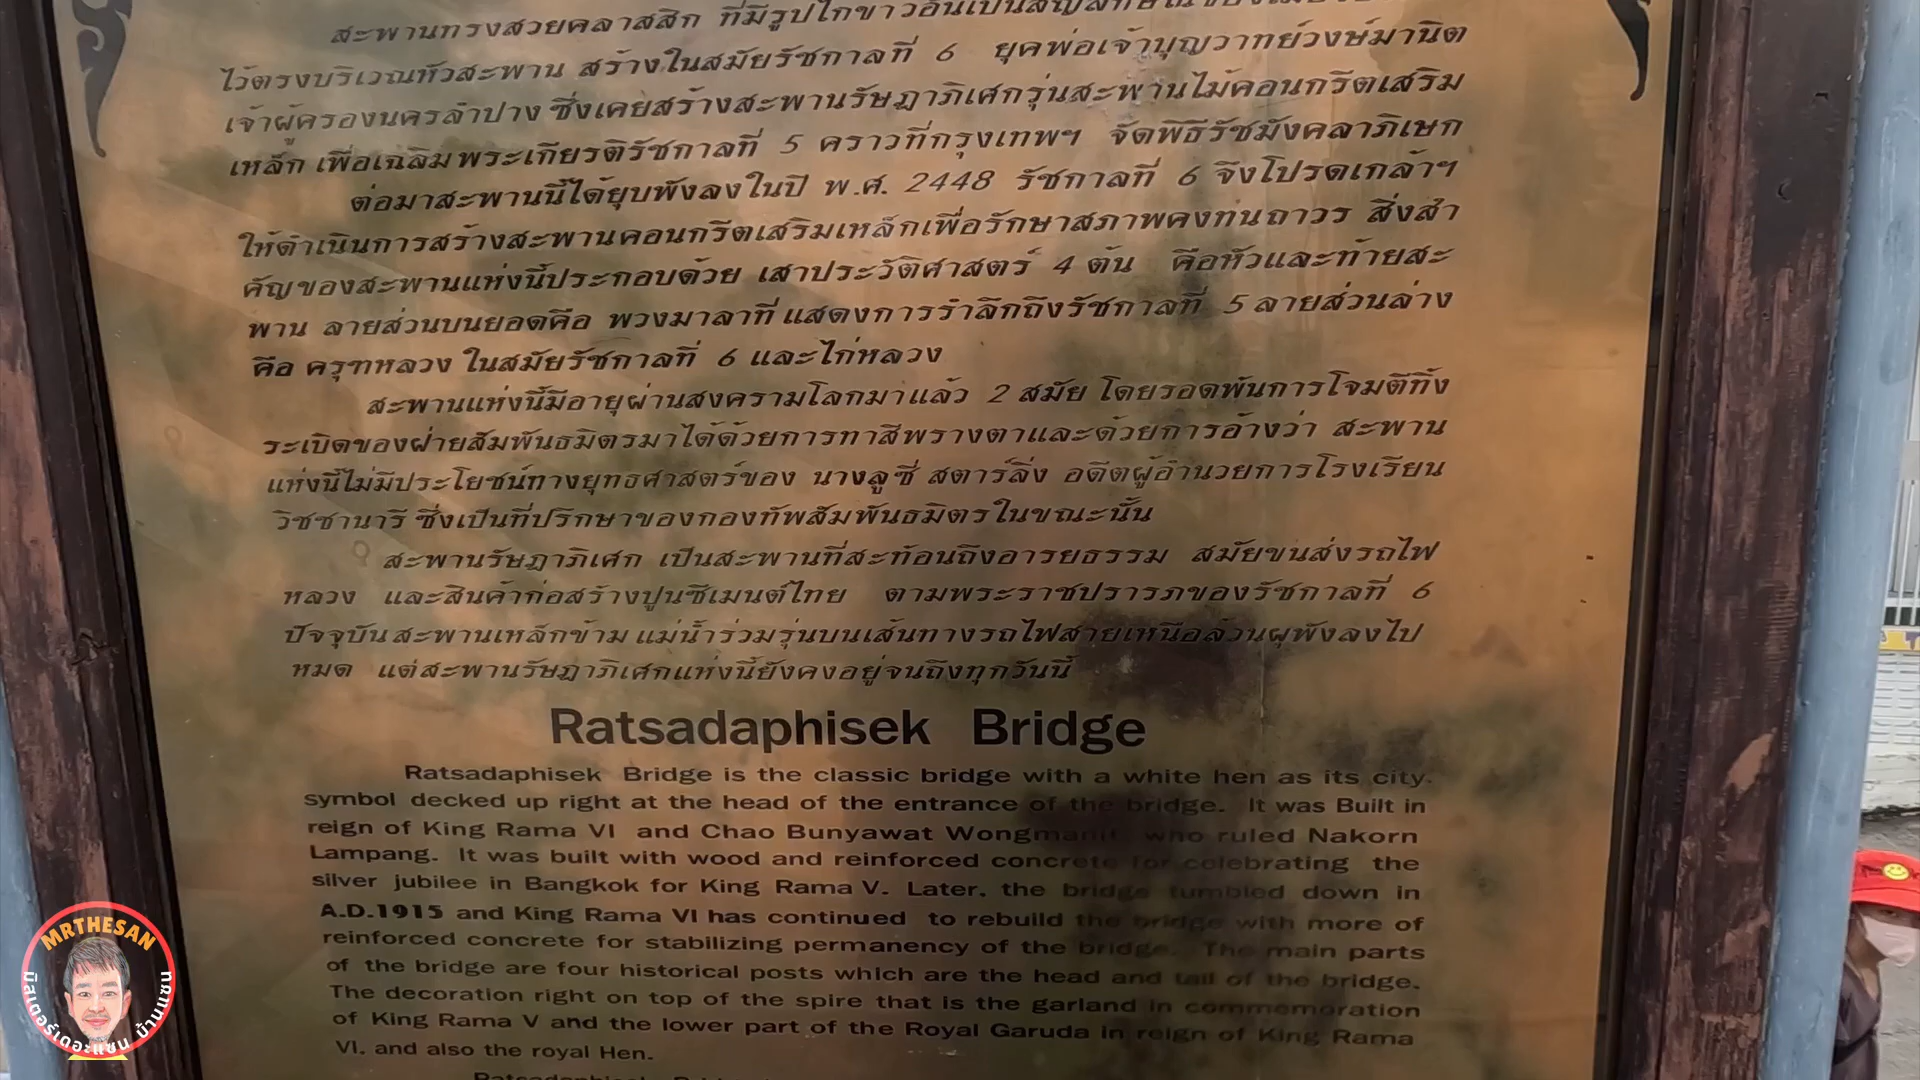 สะพานทรงสวยคลาสสิก ที่มีรูปไก่ขาวอันเป็นสัญลักษณ์ของ
ไว้ตรงบริเวณหัวสะพาน สร้างในสมัยรัชกาลที่ 6 ยุคพ่อเจ้าบุญวาทย์วงษ์มานิต
เจ้าผู้ครองนครลำปาง ซึ่งเคยสร้างสะพานรัษฎาภิเศกรุ่นสะพานไม้คอนกรีตเสริม
เหล็ก เพื่อเฉลิมพระเกียรติรัชกาลที่ 5 คราวที่กรุงเทพฯ จัดพิธีรัชมังคลาภิเษก
ต่อมาสะพานนี้ได้ยุบพังลงในปี พ.ศ. 2448 รัชกาลที่ 6 จึงโปรดเกล้าฯ
ให้ดำเนินการสร้างสะพานคอนกรีตเสริมเหล็กเพื่อรักษาสภาพคงทนถาวร สิ่งสำ
คัญของสะพานแห่งนี้ประกอบด้วย เสาประวัติศาสตร์ 4 ต้น คือหัวและท้ายสะ
พาน ลายส่วนบนยอดคือ พวงมาลาที่ แสดงการรำลึกถึงรัชกาลที่ 5 ลายส่วนล่าง
คือ ครุฑหลวง ในสมัยรัชกาลที่ 6 และไก่หลวง
สะพานแห่งนี้มีอายุผ่านสงครามโลกมาแล้ว 2 สมัย โดยรอดพ้นการโจมตีทิ้ง
ระเบิดของฝ่ายสัมพันธมิตรมาได้ด้วยการทาสีพรางตาและด้วยการอ้างว่า สะพาน
แห่งนี้ไม่มีประโยชน์ทางยุทธศาสตร์ของ นางลูซี่ สตาร์ลิ่ง อดีตผู้อำนวยการโรงเรียน
วิชชานารี ซึ่งเป็นที่ปรึกษาของกองทัพสัมพันธมิตรในขณะนั้น
สะพานรัษฎาภิเศก เป็นสะพานที่สะท้อนถึงอารยธรรม สมัยขนส่งรถไฟ
หลวง และสินค้าก่อสร้างปูนซีเมนต์ไทย ตามพระราชปรารภของรัชกาลที่ 6
ปัจจุบันสะพานเหล็กข้ามแม่น้ำร่วมรุ่นบนเส้นทางรถไฟสายเหนือล้วนผุพังลงไป
หมด แต่สะพานรัษฎาภิเศกแห่งนี้ยังคงอยู่จนถึงทุกวันนี้
Ratsadaphisek Bridge
Ratsadaphisek Bridge is the classic bridge with a white hen as its city.
symbol decked up right at the head of the entrance of the bridge. It was Built in
reign of King Rama VI and Chao Bunyawat Wongmanit who ruled Nakorn
Lampang. It was built with wood and reinforced concrete for celebrating the
silver jubilee in Bangkok for King Rama V. Later, the bridge tumbled down in
A.D.1915 and King Rama VI has continued to rebuild the bridge with more of
reinforced concrete for stabilizing permanency of the bridge. The main parts
of the bridge are four historical posts which are the head and tail of the bridge.
The decoration right on top of the spire that is the garland in commemoration
of King Rama V and the lower part of the Royal Garuda in reign of King Rama
VI. and also the royal Hen.
MRTHESAN
มิสเตอร์เดอะแซน บ้านแซน